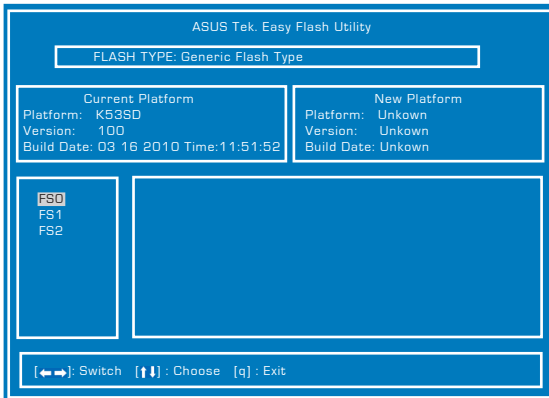 ASUS Tek. Easy Flash Utility
FLASH TYPE: Generic Flash Type
Current Platform
Platform: K53SD
Version: 100
Build Date: 03 16 2010 Time:11:51:52
New Platform
Platform: Unkown
Version: Unkown
Build Date: Unkown
FS0
FS1
FS2
[←→]: Switch [↑↓] : Choose [q] : Exit